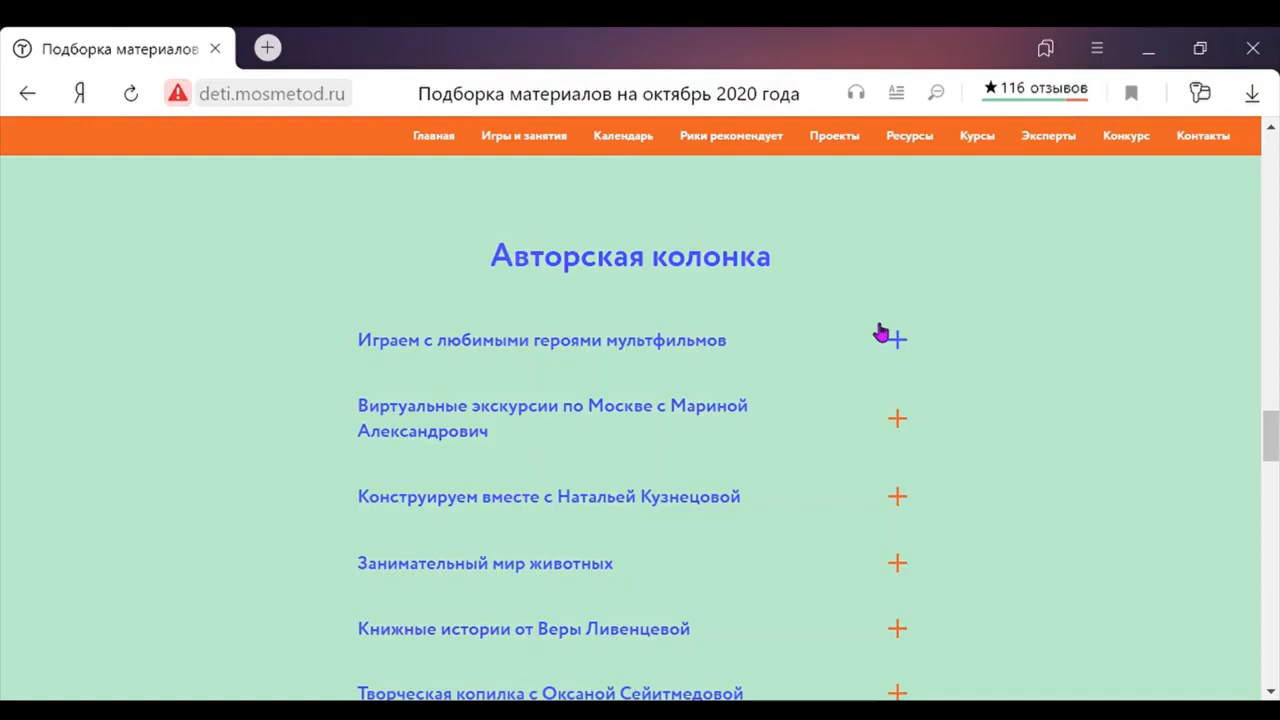 Подборка материалов
deti.mosmetod.ru
Подборка материалов на октябрь 2020 года
★116 отзывов
Главная Игры и занятия Календарь Рики рекомендует Проекты Ресурсы Курсы Эксперты Конкурс Контакты
Авторская колонка
Играем с любимыми героями мультфильмов
Виртуальные экскурсии по Москве с Мариной
Александрович
Конструируем вместе с Натальей Кузнецовой
Занимательный мир животных
Книжные истории от Веры Ливенцевой
Творческая копилка с Оксаной Сейитмедовой